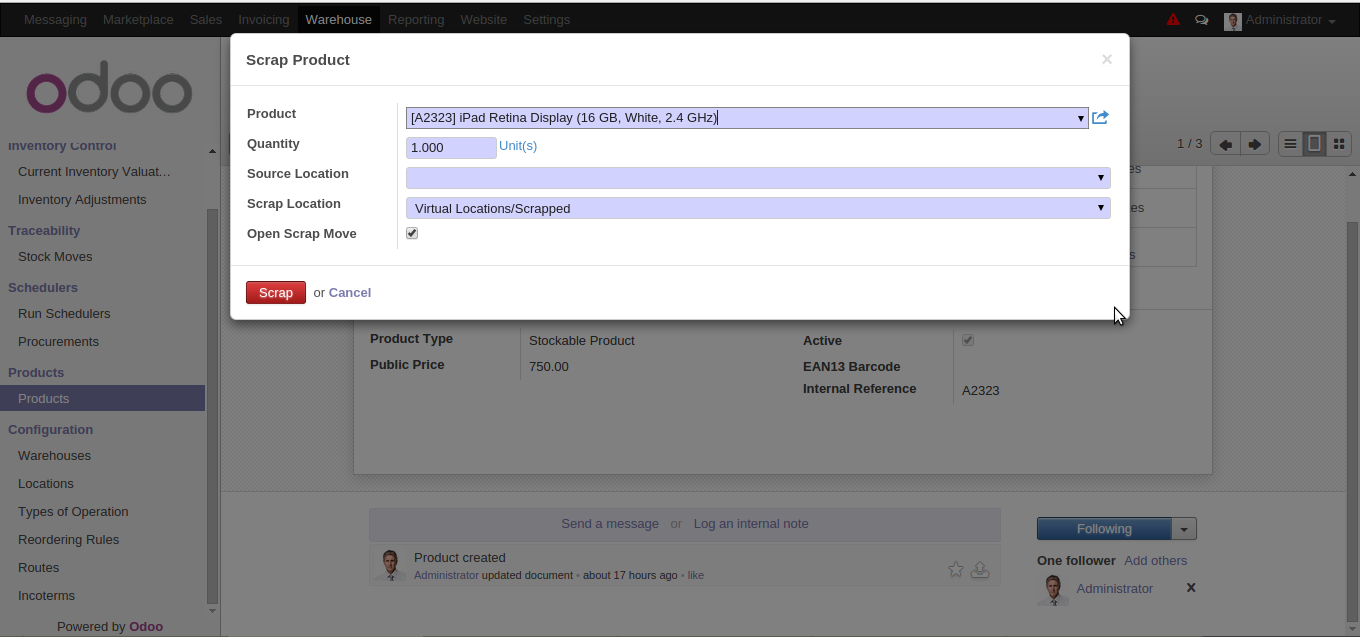 Messaging Marketplace Sales Invoicing Warehouse Reporting Website Settings Administrator
Scrap Product ×
odoo
Product [A2323] iPad Retina Display (16 GB, White, 2.4 GHz)
Quantity 1.000 Unit(s)
Source Location
Scrap Location Virtual Locations/Scrapped
Open Scrap Move
Scrap or Cancel
1 / 3
Inventory Control
Current Inventory Valuat...
Inventory Adjustments
Traceability
Stock Moves
Schedulers
Run Schedulers
Procurements
Products
Products
Configuration
Warehouses
Locations
Types of Operation
Reordering Rules
Routes
Incoterms
Powered by Odoo
Product Type Stockable Product Active
Public Price 750.00 EAN13 Barcode
Internal Reference A2323
Send a message or Log an internal note
Product created
Administrator updated document • about 17 hours ago • like
Following
One follower Add others
Administrator